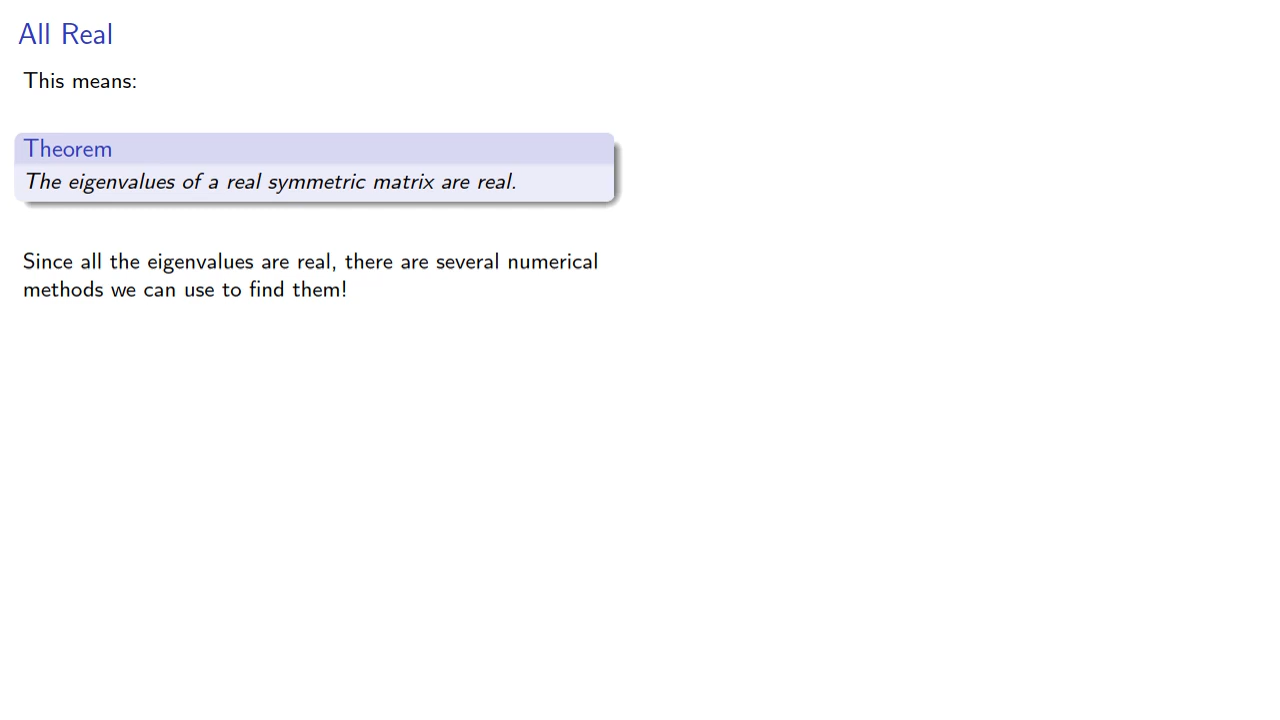 All Real
This means:
Theorem
The eigenvalues of a real symmetric matrix are real.
Since all the eigenvalues are real, there are several numerical
methods we can use to find them!